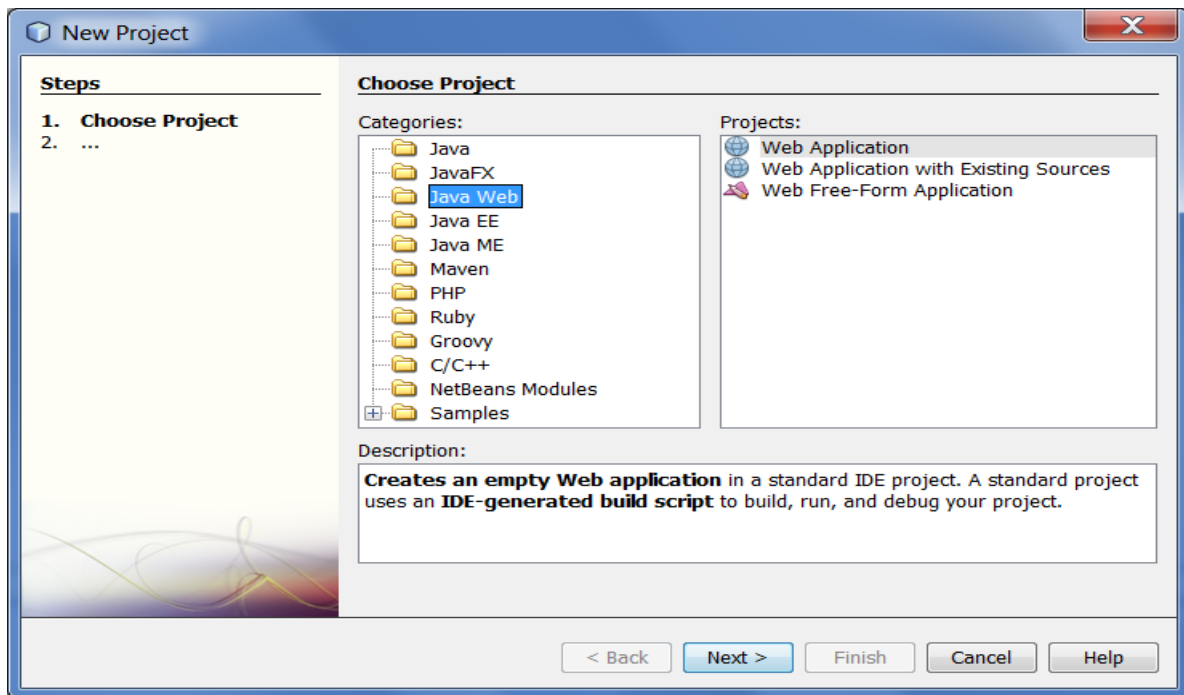 New Project
Steps
1. Choose Project
2. ...
Choose Project
Categories:
Java
JavaFX
Java Web
Java EE
Java ME
Maven
PHP
Ruby
Groovy
C/C++
NetBeans Modules
Samples
Projects:
Web Application
Web Application with Existing Sources
Web Free-Form Application
Description:
Creates an empty Web application in a standard IDE project. A standard project
uses an IDE-generated build script to build, run, and debug your project.
< Back Next > Finish Cancel Help